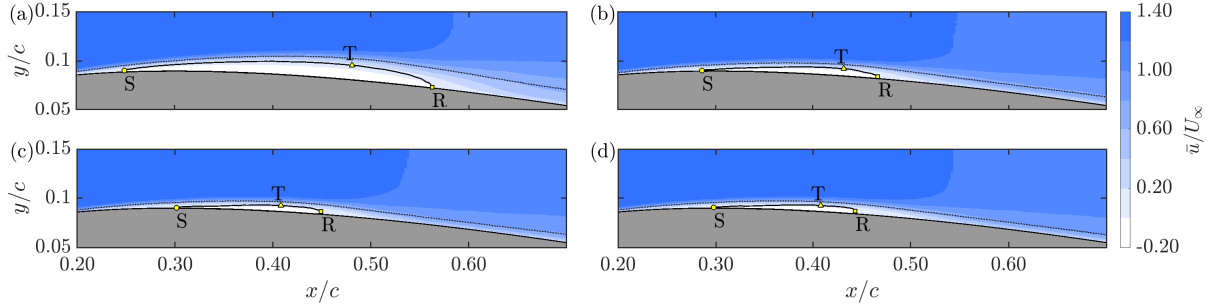 (a) 0.15 0.1 0.05 y/c S T R
(b) S T R
1.40 1.00 0.60 0.20 -0.20 ū/U∞
(c) 0.15 0.1 0.05 y/c S T R
(d) S T R
0.20 0.30 0.40 0.50 0.60
0.20 0.30 0.40 0.50 0.60
x/c
x/c